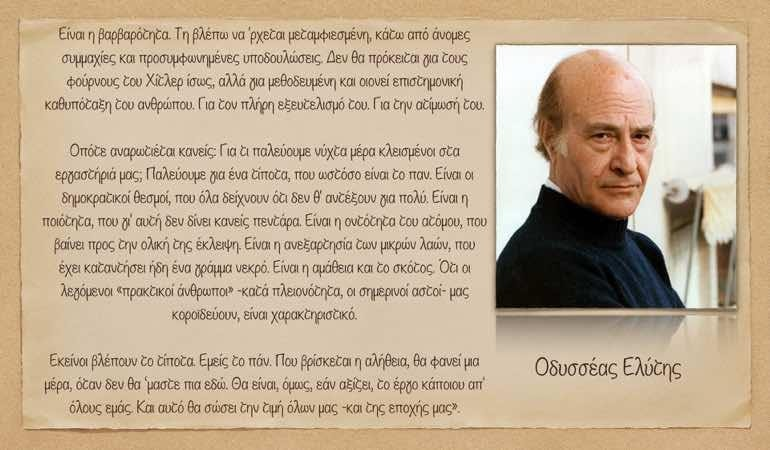 Είναι η βαρβαρότητα. Τη βλέπω να 'ρχεται μεταμφιεσμένη, κάτω από άνομες
συμμαχίες και προσυμφωνημένες υποδουλώσεις. Δεν θα πρόκειται για τους
φούρνους του Χίτλερ ίσως, αλλά για μεθοδευμένη και οιονεί επιστημονική
καθυπόταξη του ανθρώπου. Για τον πλήρη εξευτελισμό του. Για την ατίμωσή του.
Οπότε αναρωτιέται κανείς: Για τι παλεύουμε νύχτα μέρα κλεισμένοι στα
εργαστήριά μας; Παλεύουμε για ένα τίποτα, που ωστόσο είναι το παν. Είναι οι
δημοκρατικοί θεσμοί, που όλα δείχνουν ότι δεν θ' αντέξουν για πολύ. Είναι η
ποιότητα, που γι' αυτή δεν δίνει κανείς πεντάρα. Είναι η οντότητα του ατόμου, που
βαίνει προς την ολική της έκλειψη. Είναι η ανεξαρτησία των μικρών λαών, που
έχει καταντήσει ήδη ένα γράμμα νεκρό. Είναι η αμάθεια και το σκότος. Ότι οι
λεγόμενοι «πρακτικοί άνθρωποι» -κατά πλειονότητα, οι σημερινοί αστοί- μας
κοροϊδεύουν, είναι χαρακτηριστικό.
Εκείνοι βλέπουν το τίποτα. Εμείς το πάν. Που βρίσκεται η αλήθεια, θα φανεί μια
μέρα, όταν δεν θα 'μαστε πια εδώ. Θα είναι, όμως, εάν αξίζει, το έργο κάποιου απ'
όλους εμάς. Και αυτό θα σώσει την τιμή όλων μας -και της εποχής μας».
Οδυσσέας Ελύτης